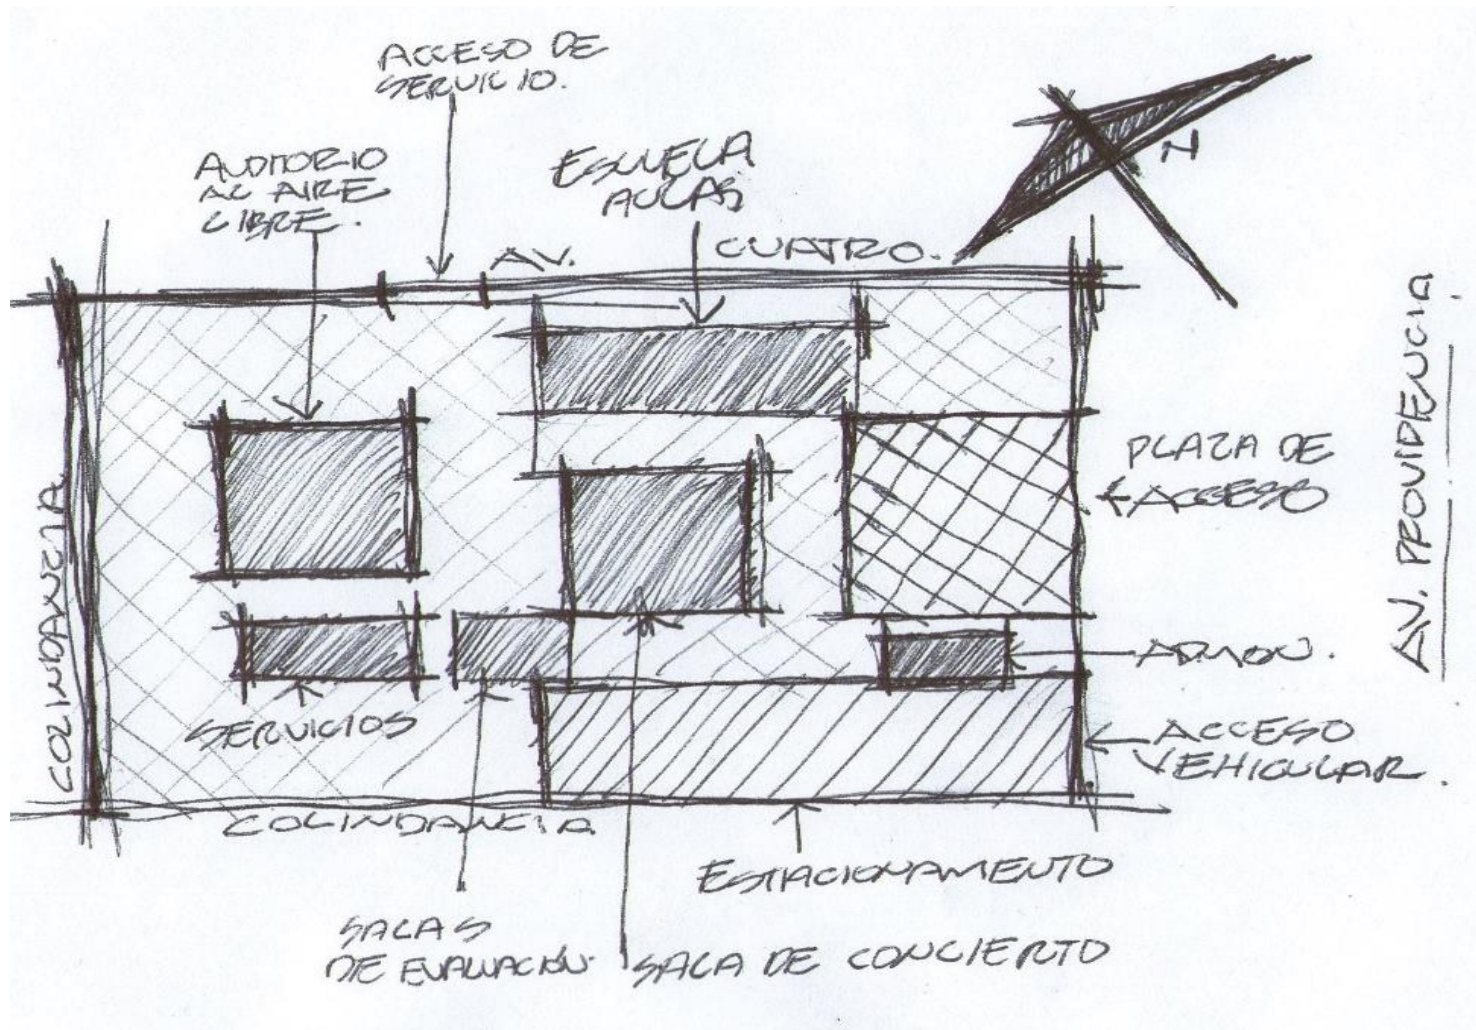 ACCESO DE
SERVICIO.
AUDITORIO
AL AIRE
LIBRE.
ESCUELA
AULAS
N
AV. CUATRO.
AV. PROVIDENCIA.
PLAZA DE
ACCESO
COLINDANZIA
ADMON.
SERVICIOS
ACCESO
VEHICULAR.
COLINDANCIA
ESTACIONAMIENTO
SALAS
DE EVALUACIÓN.
SALA DE CONCIERTO